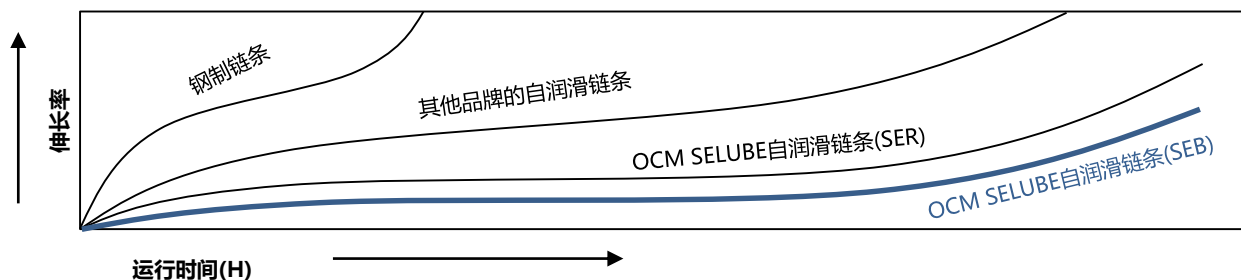 钢制链条
其他品牌的自润滑链条
伸长率
OCM SELUBE自润滑链条(SER)
OCM SELUBE自润滑链条(SEB)
运行时间(H)